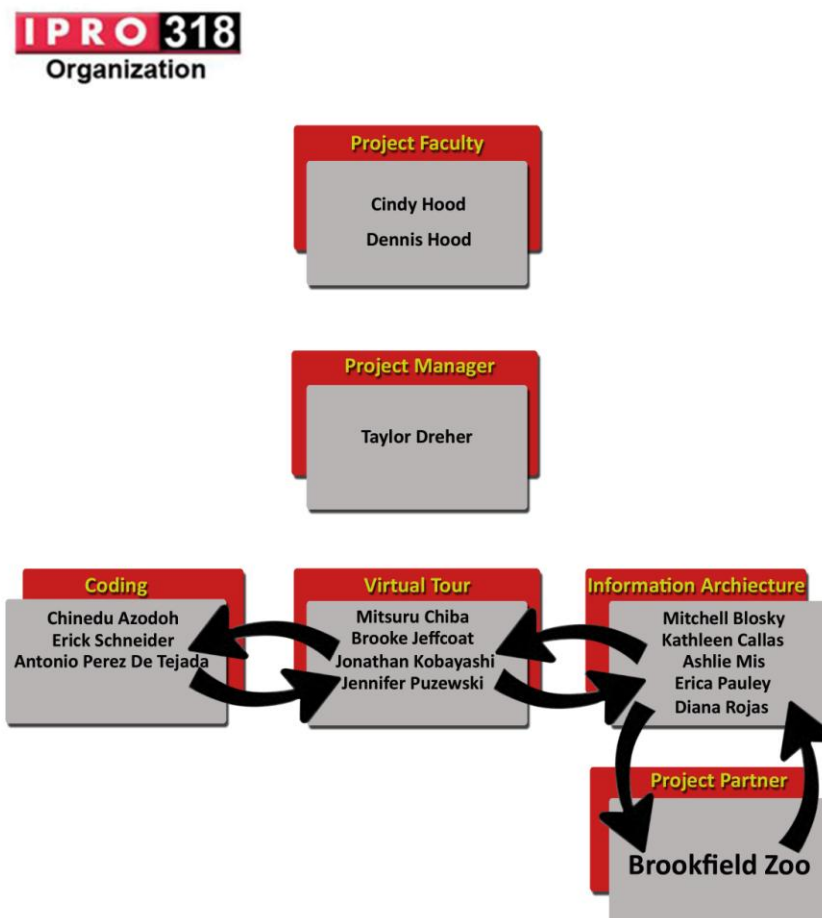 IPRO 318
Organization
Project Faculty
Cindy Hood
Dennis Hood
Project Manager
Taylor Dreher
Coding
Chinedu Azodoh
Erick Schneider
Antonio Perez De Tejada
Virtual Tour
Mitsuru Chiba
Brooke Jeffcoat
Jonathan Kobayashi
Jennifer Puzewski
Information Archiecture
Mitchell Blosky
Kathleen Callas
Ashlie Mis
Erica Pauley
Diana Rojas
Project Partner
Brookfield Zoo